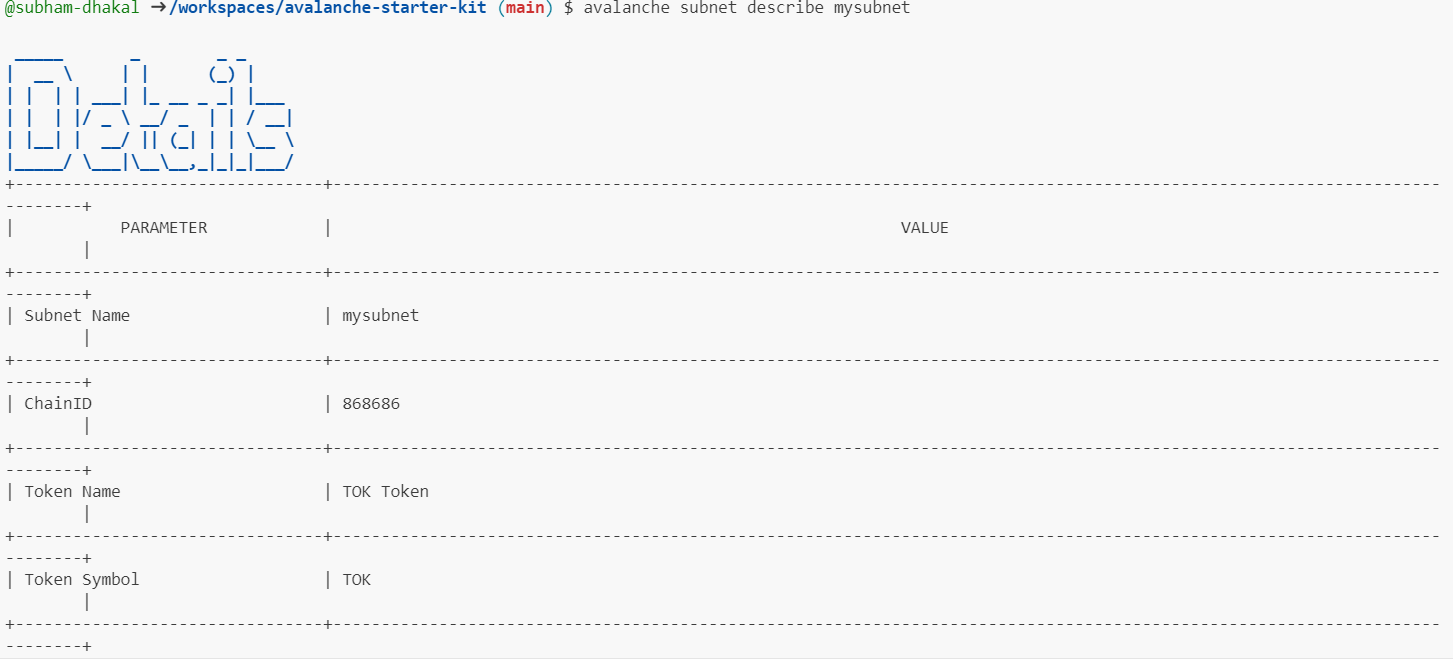 @subham-dhakal ➜/workspaces/avalanche-starter-kit (main) $ avalanche subnet describe mysubnet
Details
PARAMETER | VALUE
Subnet Name | mysubnet
ChainID | 868686
Token Name | TOK Token
Token Symbol | TOK